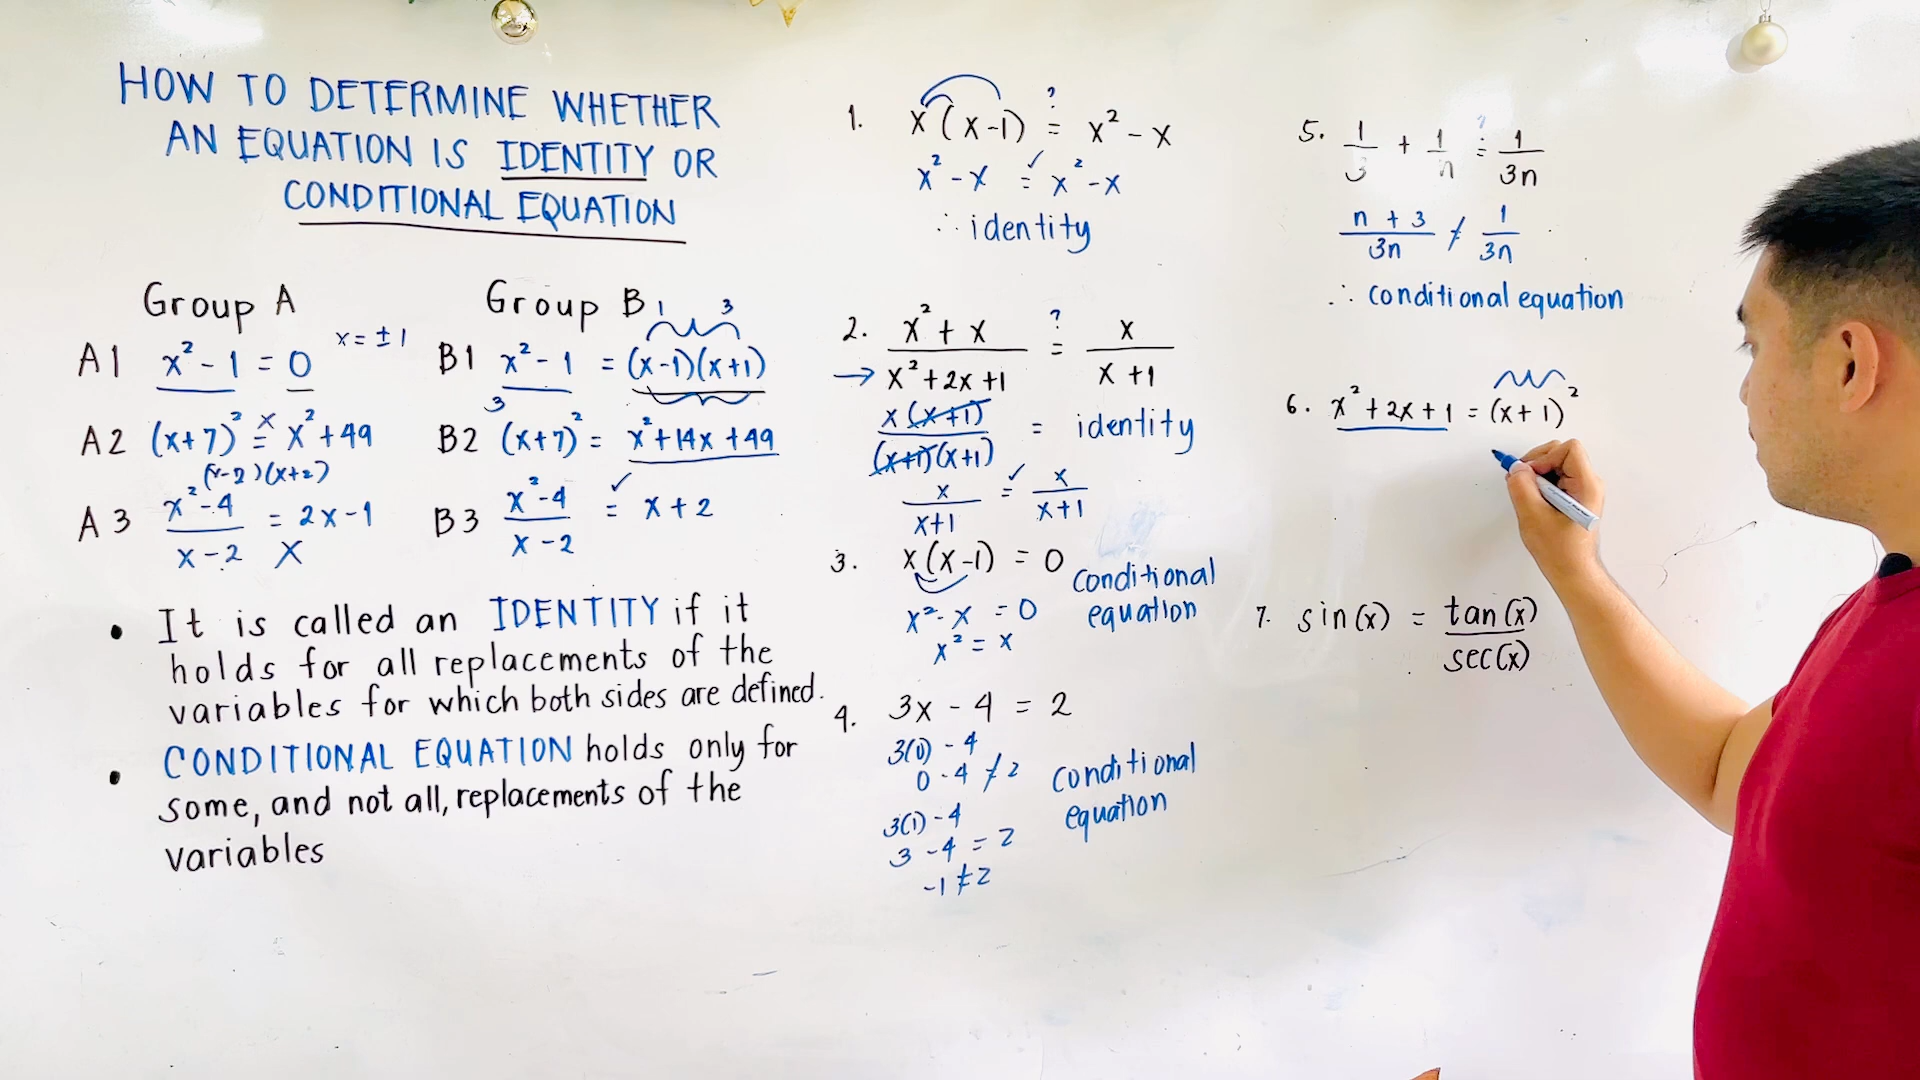 HOW TO DETERMINE WHETHER
AN EQUATION IS IDENTITY OR
CONDITIONAL EQUATION
Group A
x = ± 1
A1 x² - 1 = 0
A2 (x+7)² = x² + 49
x
(x-2)(x+2)
A3 x²-4 / x-2 = 2x-1
X
Group B
1 3
B1 x² - 1 = (x-1)(x+1)
3
B2 (x+7)² = x²+14x+49
B3 x²-4 / x-2 = x+2
✓
• It is called an IDENTITY if it
holds for all replacements of the
variables for which both sides are defined.
• CONDITIONAL EQUATION holds only for
some, and not all, replacements of the
variables
1. x(x-1) ≟ x² - x
x² - x = x² - x
✓
∴ identity
2. x² + x / x² + 2x + 1 ≟ x / x + 1
→
x(x+1) / (x+1)(x+1) = identity
x / x+1 = x / x+1
✓
3. x(x-1) = 0
x² - x = 0
x² = x
conditional
equation
4. 3x - 4 = 2
3(0) - 4
0 - 4 ≠ 2
3(1) - 4
3 - 4 = 2
-1 ≠ 2
conditional
equation
5. 1/3 + 1/n ≟ 1/3n
n + 3 / 3n ≠ 1 / 3n
∴ conditional equation
6. x² + 2x + 1 = (x+1)²
7. sin(x) = tan(x) / sec(x)